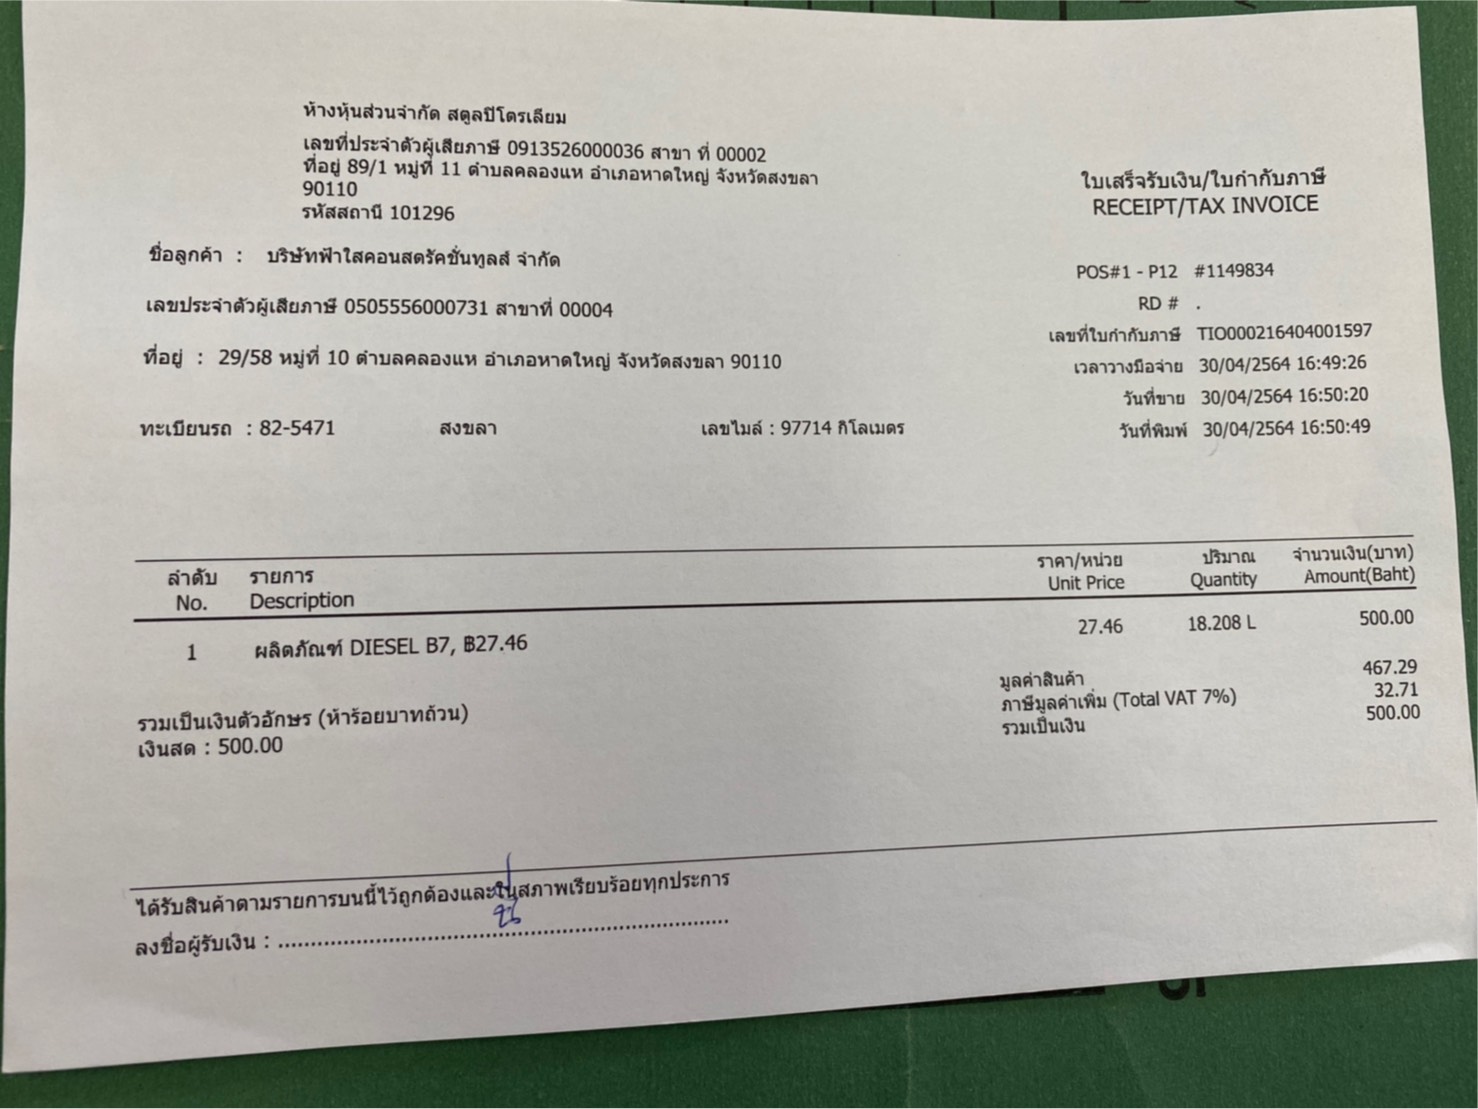 ห้างหุ้นส่วนจำกัด สตูลปิโตรเลียม
เลขที่ประจำตัวผู้เสียภาษี 0913526000036 สาขา ที่ 00002
ที่อยู่ 89/1 หมู่ที่ 11 ตำบลคลองแห อำเภอหาดใหญ่ จังหวัดสงขลา
90110
รหัสสถานี 101296
ใบเสร็จรับเงิน/ใบกำกับภาษี
RECEIPT/TAX INVOICE
ชื่อลูกค้า : บริษัทฟ้าใสคอนสตรัคชั่นทูลส์ จำกัด
เลขประจำตัวผู้เสียภาษี 0505556000731 สาขาที่ 00004
ที่อยู่ : 29/58 หมู่ที่ 10 ตำบลคลองแห อำเภอหาดใหญ่ จังหวัดสงขลา 90110
ทะเบียนรถ : 82-5471 สงขลา เลขไมล์ : 97714 กิโลเมตร
POS#1 - P12 #1149834
RD # .
เลขที่ใบกำกับภาษี TIO000216404001597
เวลาวางมือจ่าย 30/04/2564 16:49:26
วันที่ขาย 30/04/2564 16:50:20
วันที่พิมพ์ 30/04/2564 16:50:49
ลำดับ รายการ ราคา/หน่วย ปริมาณ จำนวนเงิน(บาท)
No. Description Unit Price Quantity Amount(Baht)
1 ผลิตภัณฑ์ DIESEL B7, ฿27.46 27.46 18.208 L 500.00
มูลค่าสินค้า 467.29
ภาษีมูลค่าเพิ่ม (Total VAT 7%) 32.71
รวมเป็นเงิน 500.00
รวมเป็นเงินตัวอักษร (ห้าร้อยบาทถ้วน)
เงินสด : 500.00
ได้รับสินค้าตามรายการบนนี้ไว้ถูกต้องและในสภาพเรียบร้อยทุกประการ
ลงชื่อผู้รับเงิน : ......................................................................